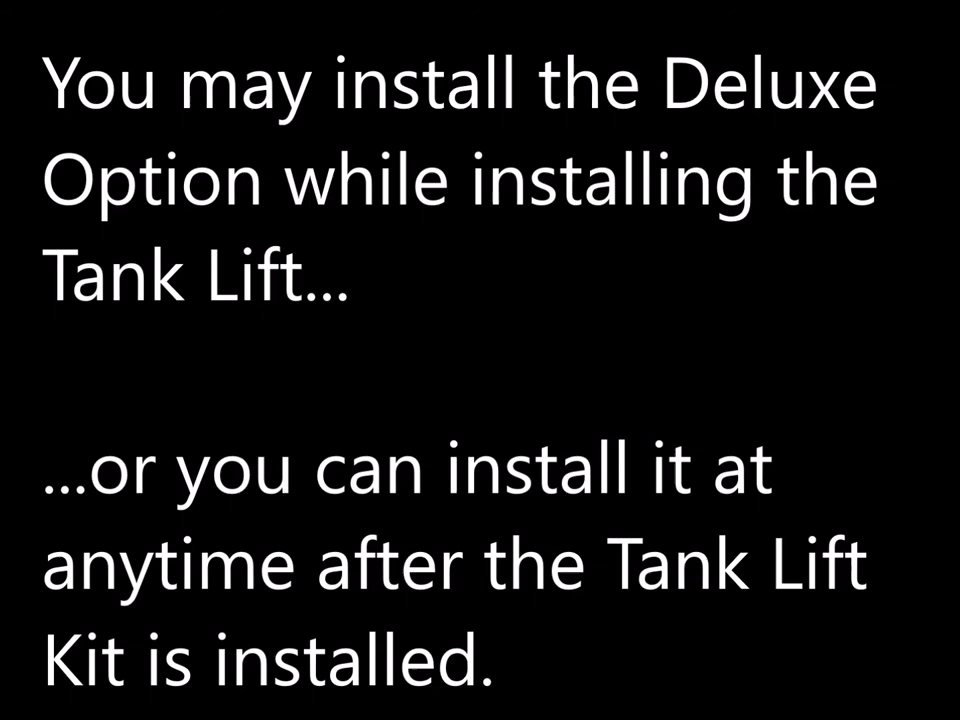 You may install the Deluxe
Option while installing the
Tank Lift...
...or you can install it at
anytime after the Tank Lift
Kit is installed.